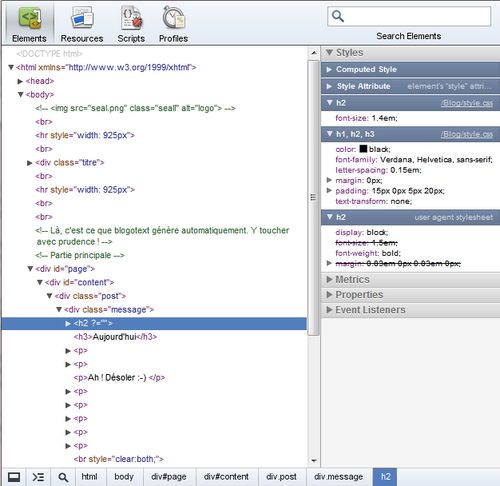 Elements
Resources
Scripts
Profiles
Search Elements
<!DOCTYPE html>
<html xmlns="http://www.w3.org/1999/xhtml">
<head>
<body>
<!-- <img src="seal.png" class="seall" alt="logo"> -->
<br>
<hr style="width: 925px">
<br>
<div class="titre">
<br>
<hr style="width: 925px">
<br>
<br>
<!-- Là, c'est ce que blogotext génère automatiquement. Y toucher
avec prudence ! -->
<!-- Partie principale -->
<div id="page">
<div id="content">
<div class="post">
<div class="message">
<h2 ?="">
<h3>Aujourd'hui</h3>
<p>
<p>
<p>Ah ! Désoler :-) </p>
<p>
<p>
<p>
<p>
<p>
<br style="clear:both;">
Styles
Computed Style
Style Attribute element's "style" attri...
h2 /Blog/style.css
font-size: 1.4em;
h1, h2, h3 /Blog/style.css
color: black;
font-family: Verdana, Helvetica, sans-serif;
letter-spacing: 0.15em;
margin: 0px;
padding: 15px 0px 5px 20px;
text-transform: none;
h2 user agent stylesheet
display: block;
font-size: 1.5em;
font-weight: bold;
margin: 0.83em 0px 0.83em 0px;
Metrics
Properties
Event Listeners
html body div#page div#content div.post div.message h2